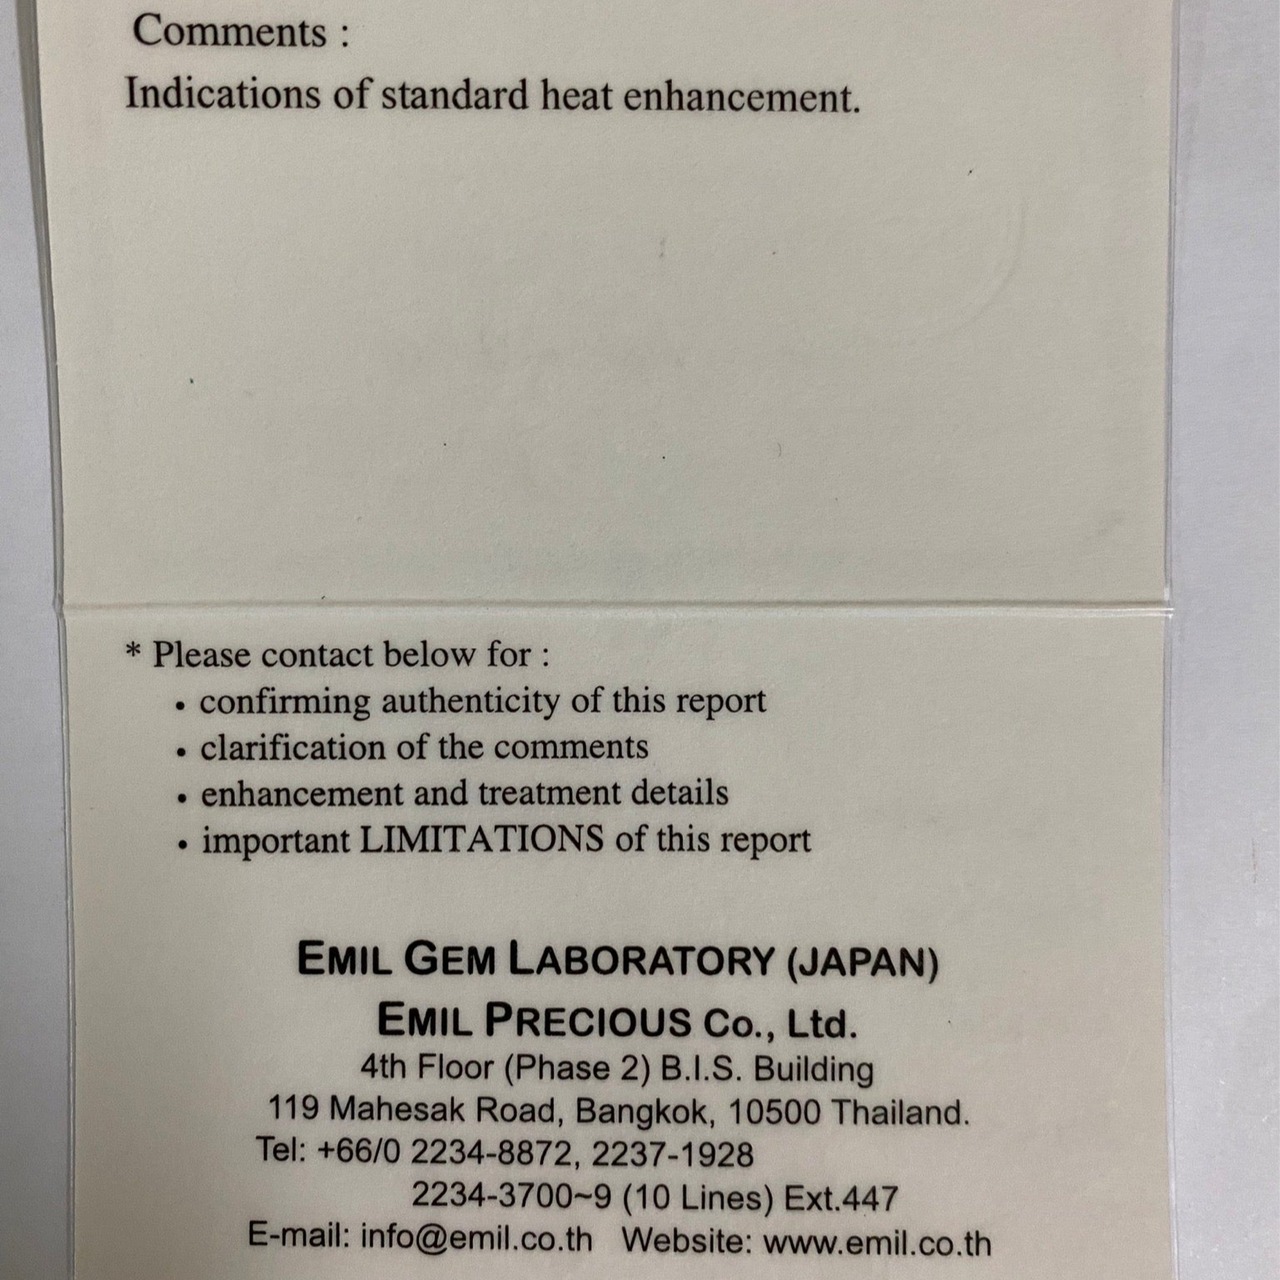 Comments :
Indications of standard heat enhancement.
* Please contact below for :
• confirming authenticity of this report
• clarification of the comments
• enhancement and treatment details
• important LIMITATIONS of this report
EMIL GEM LABORATORY (JAPAN)
EMIL PRECIOUS Co., Ltd.
4th Floor (Phase 2) B.I.S. Building
119 Mahesak Road, Bangkok, 10500 Thailand.
Tel: +66/0 2234-8872, 2237-1928
2234-3700~9 (10 Lines) Ext.447
E-mail: info@emil.co.th Website: www.emil.co.th